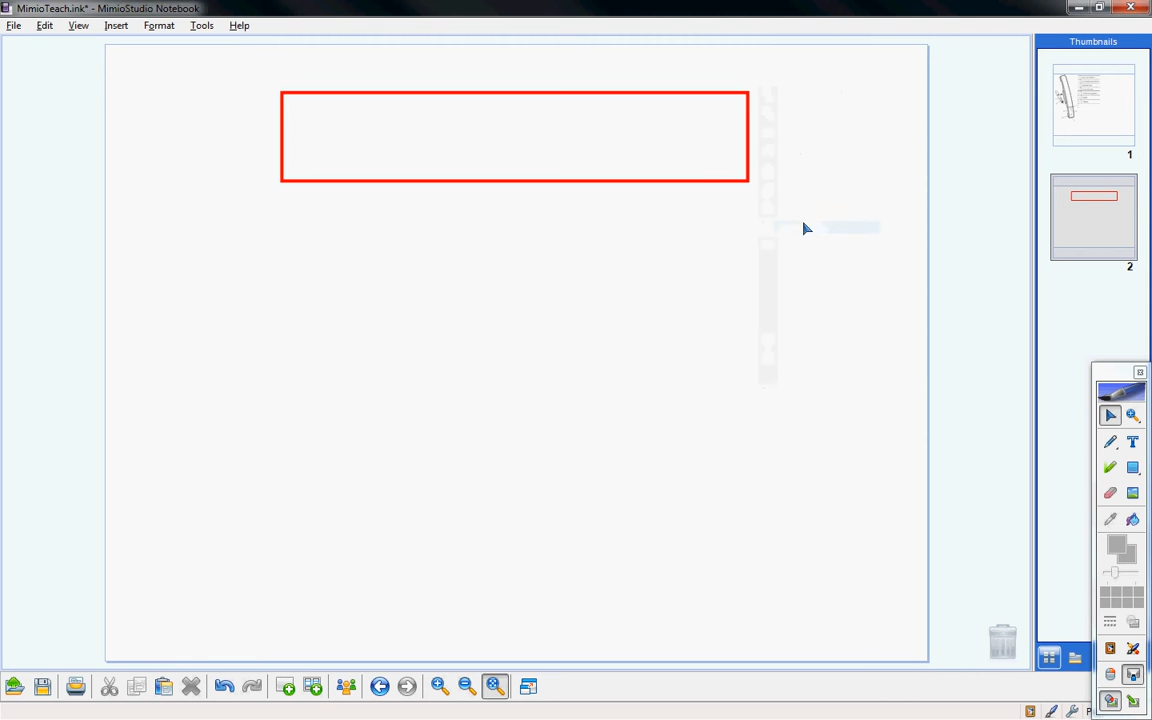 MimioTeach.ink* - MimioStudio Notebook
File Edit View Insert Format Tools Help
Thumbnails
1
2
T